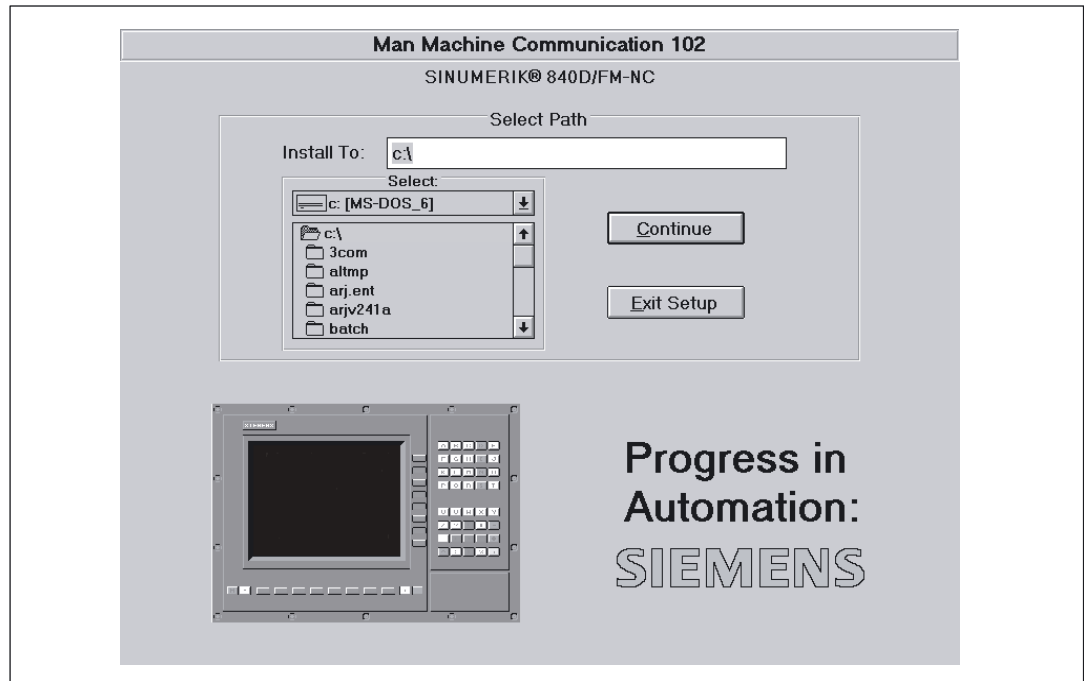 Man Machine Communication 102
SINUMERIK® 840D/FM-NC
Select Path
Install To: c:\
Select:
c: [MS-DOS_6]
c:\
3com
altmp
arj.ent
arjv241a
batch
Continue
Exit Setup
SIEMENS
Progress in
Automation:
SIEMENS